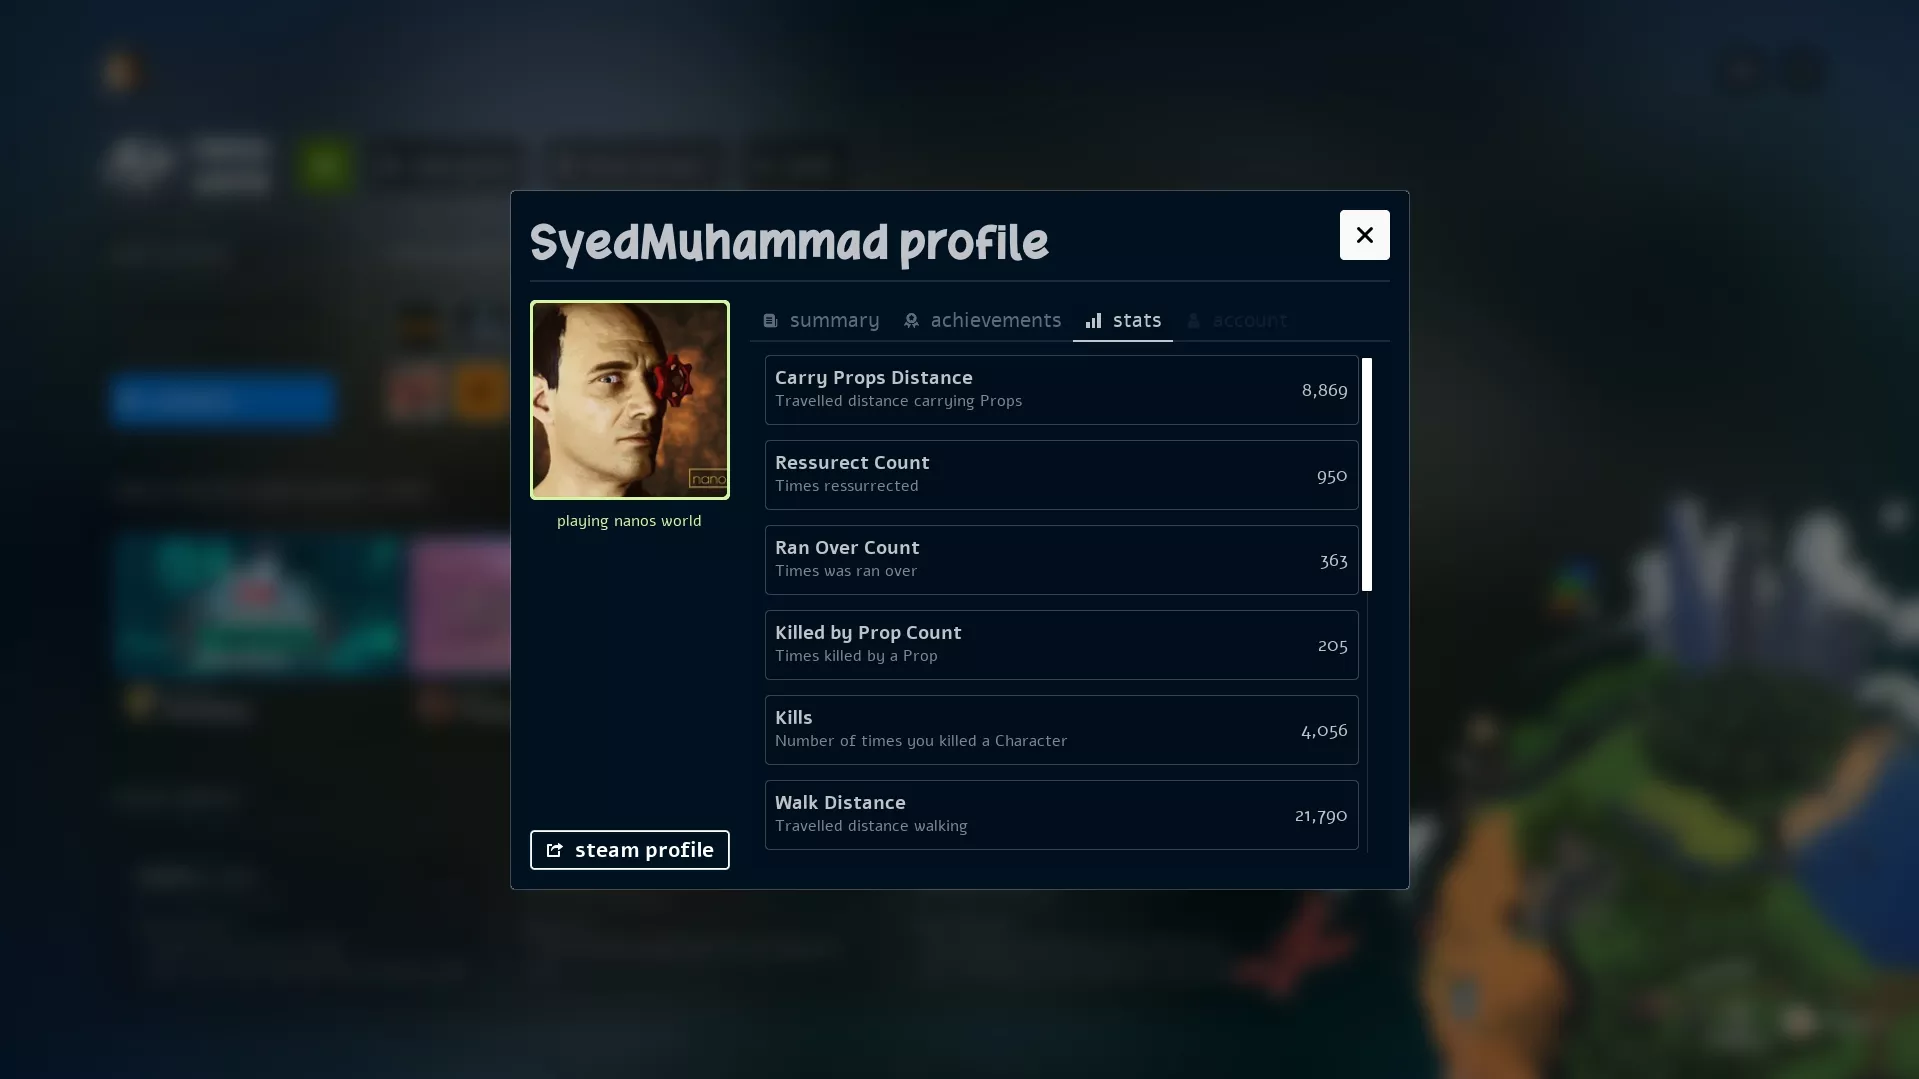 SyedMuhammad profile
summary
achievements
stats
account
nano
playing nanos world
steam profile
Carry Props Distance
Travelled distance carrying Props
8,869
Ressurect Count
Times ressurrected
950
Ran Over Count
Times was ran over
363
Killed by Prop Count
Times killed by a Prop
205
Kills
Number of times you killed a Character
4,056
Walk Distance
Travelled distance walking
21,790